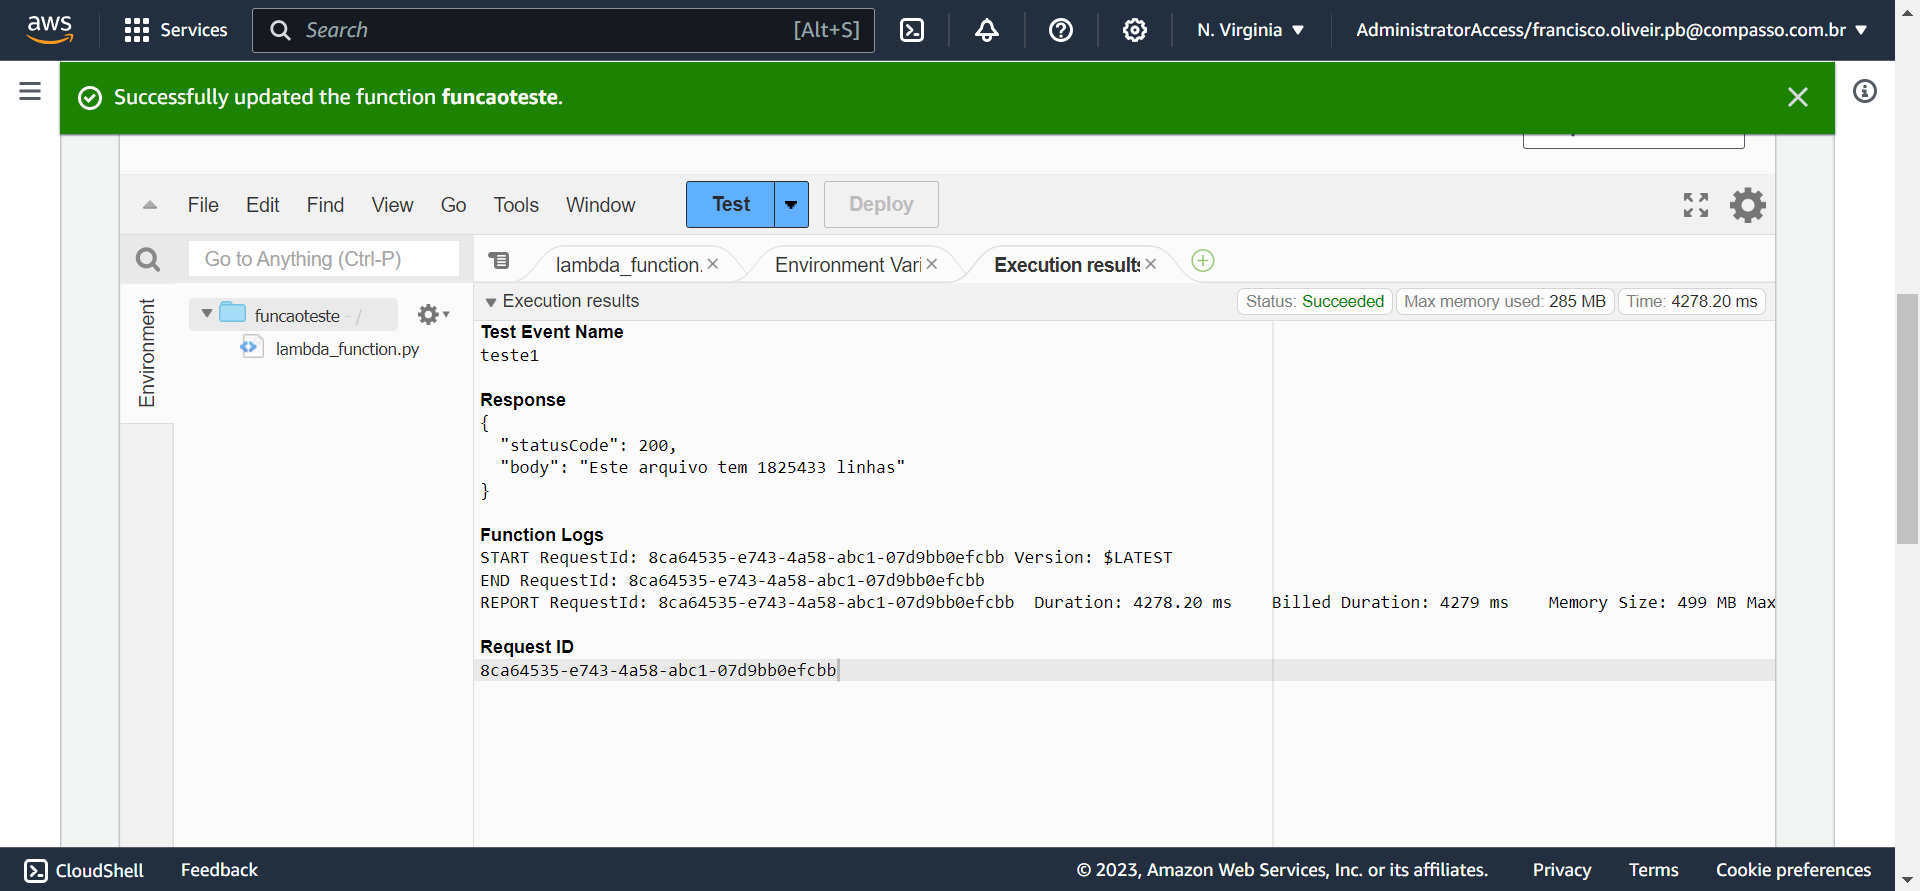 aws
Services
Search
[Alt+S]
N. Virginia
AdministratorAccess/francisco.oliveir.pb@compasso.com.br
Successfully updated the function funcaoteste.
File Edit Find View Go Tools Window
Test
Deploy
Go to Anything (Ctrl-P)
lambda_function.
Environment Vari
Execution results
Environment
funcaoteste - /
lambda_function.py
Execution results
Status: Succeeded
Max memory used: 285 MB
Time: 4278.20 ms
Test Event Name
teste1
Response
{
"statusCode": 200,
"body": "Este arquivo tem 1825433 linhas"
}
Function Logs
START RequestId: 8ca64535-e743-4a58-abc1-07d9bb0efcbb Version: $LATEST
END RequestId: 8ca64535-e743-4a58-abc1-07d9bb0efcbb
REPORT RequestId: 8ca64535-e743-4a58-abc1-07d9bb0efcbb Duration: 4278.20 ms Billed Duration: 4279 ms Memory Size: 499 MB Max
Request ID
8ca64535-e743-4a58-abc1-07d9bb0efcbb
CloudShell
Feedback
© 2023, Amazon Web Services, Inc. or its affiliates.
Privacy
Terms
Cookie preferences